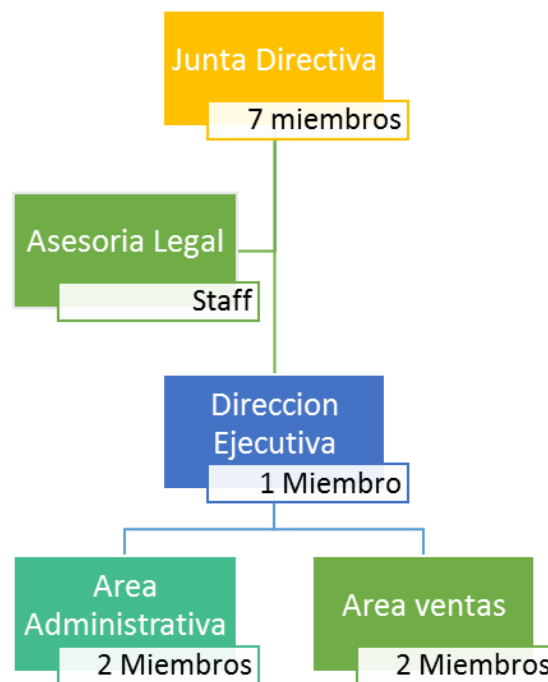 Junta Directiva
7 miembros
Asesoria Legal
Staff
Direccion
Ejecutiva
1 Miembro
Area
Administrativa
2 Miembros
Area ventas
2 Miembros